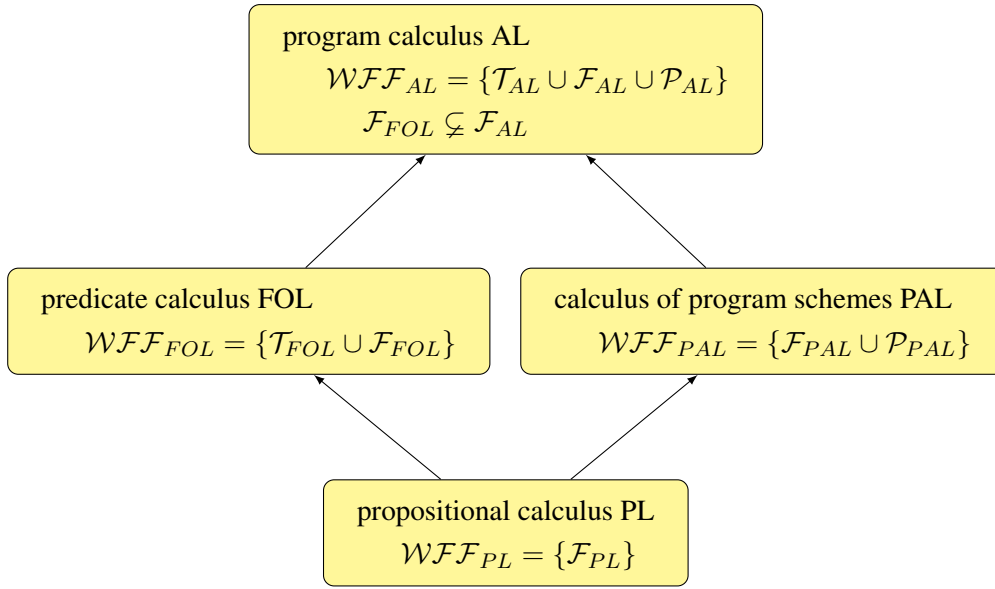 program calculus AL
𝒲ℱℱ_{AL} = {𝒯_{AL} ∪ ℱ_{AL} ∪ 𝒫_{AL}}
ℱ_{FOL} ⊊ ℱ_{AL}
predicate calculus FOL
𝒲ℱℱ_{FOL} = {𝒯_{FOL} ∪ ℱ_{FOL}}
calculus of program schemes PAL
𝒲ℱℱ_{PAL} = {ℱ_{PAL} ∪ 𝒫_{PAL}}
propositional calculus PL
𝒲ℱℱ_{PL} = {ℱ_{PL}}